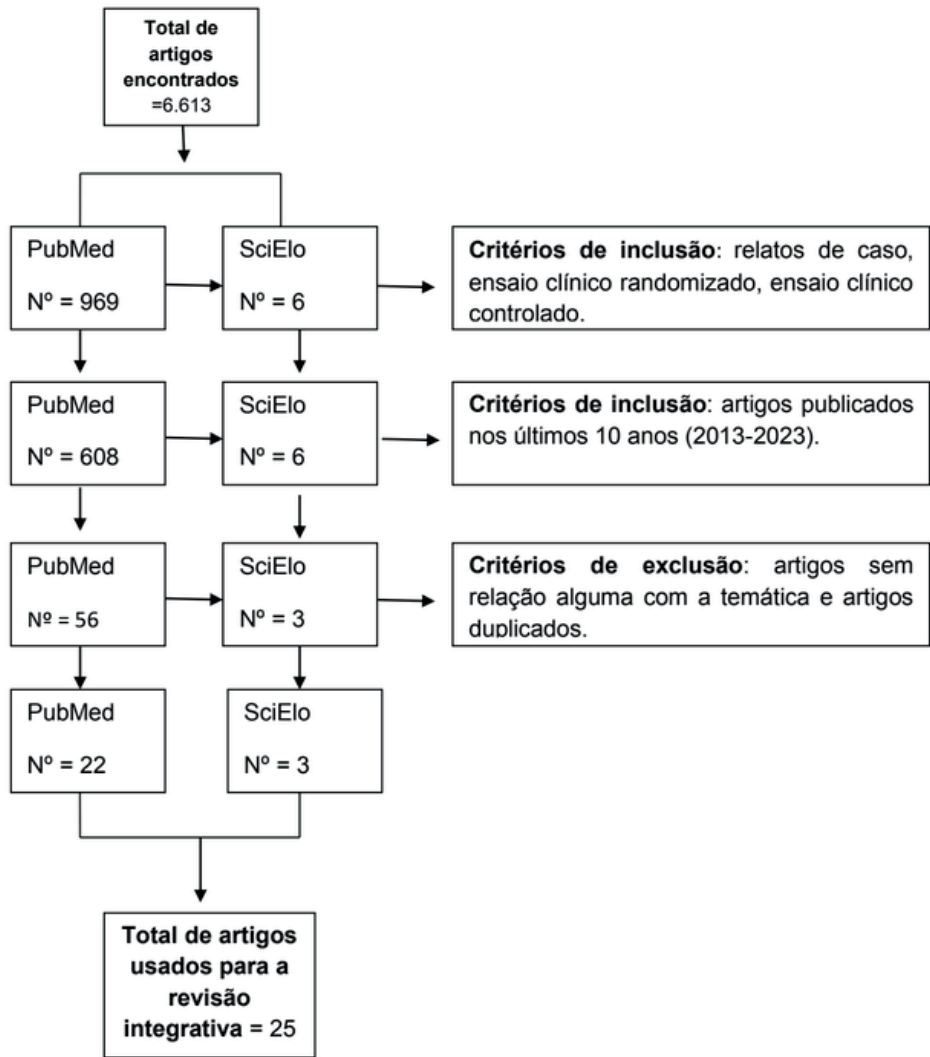 Total de
artigos
encontrados
=6.613
PubMed
Nº = 969
SciElo
Nº = 6
Critérios de inclusão: relatos de caso,
ensaio clínico randomizado, ensaio clínico
controlado.
PubMed
Nº = 608
SciElo
Nº = 6
Critérios de inclusão: artigos publicados
nos últimos 10 anos (2013-2023).
PubMed
Nº = 56
SciElo
Nº = 3
Critérios de exclusão: artigos sem
relação alguma com a temática e artigos
duplicados.
PubMed
Nº = 22
SciElo
Nº = 3
Total de artigos
usados para a
revisão
integrativa = 25